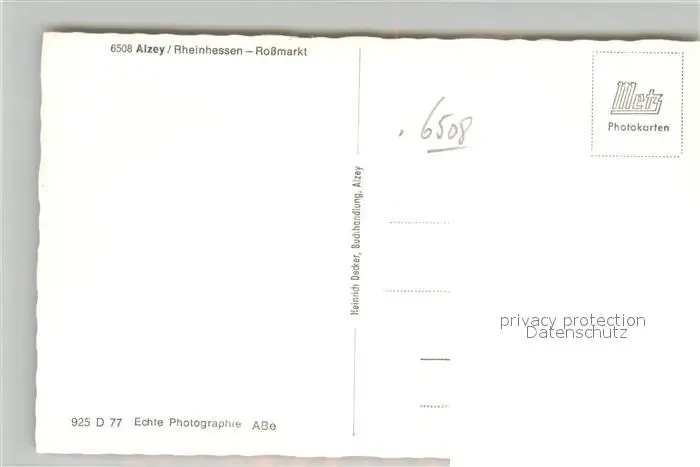 6508 Alzey / Rheinhessen – Roßmarkt
Metz
Photokarten
6508
Heinrich Decker, Buchhandlung, Alzey
privacy protection
Datenschutz
925 D 77 Echte Photographie ABe